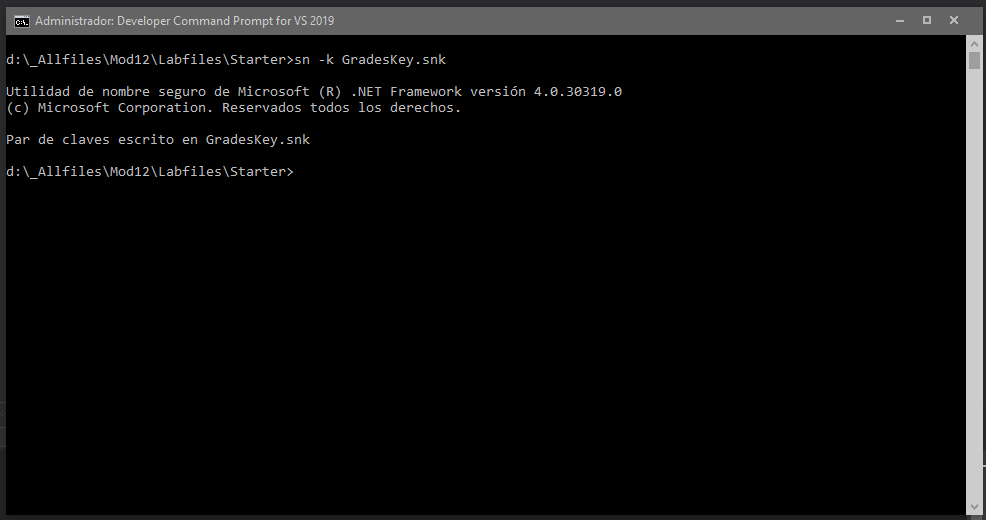 Administrador: Developer Command Prompt for VS 2019
d:\_Allfiles\Mod12\Labfiles\Starter>sn -k GradesKey.snk
Utilidad de nombre seguro de Microsoft (R) .NET Framework versión 4.0.30319.0
(c) Microsoft Corporation. Reservados todos los derechos.
Par de claves escrito en GradesKey.snk
d:\_Allfiles\Mod12\Labfiles\Starter>